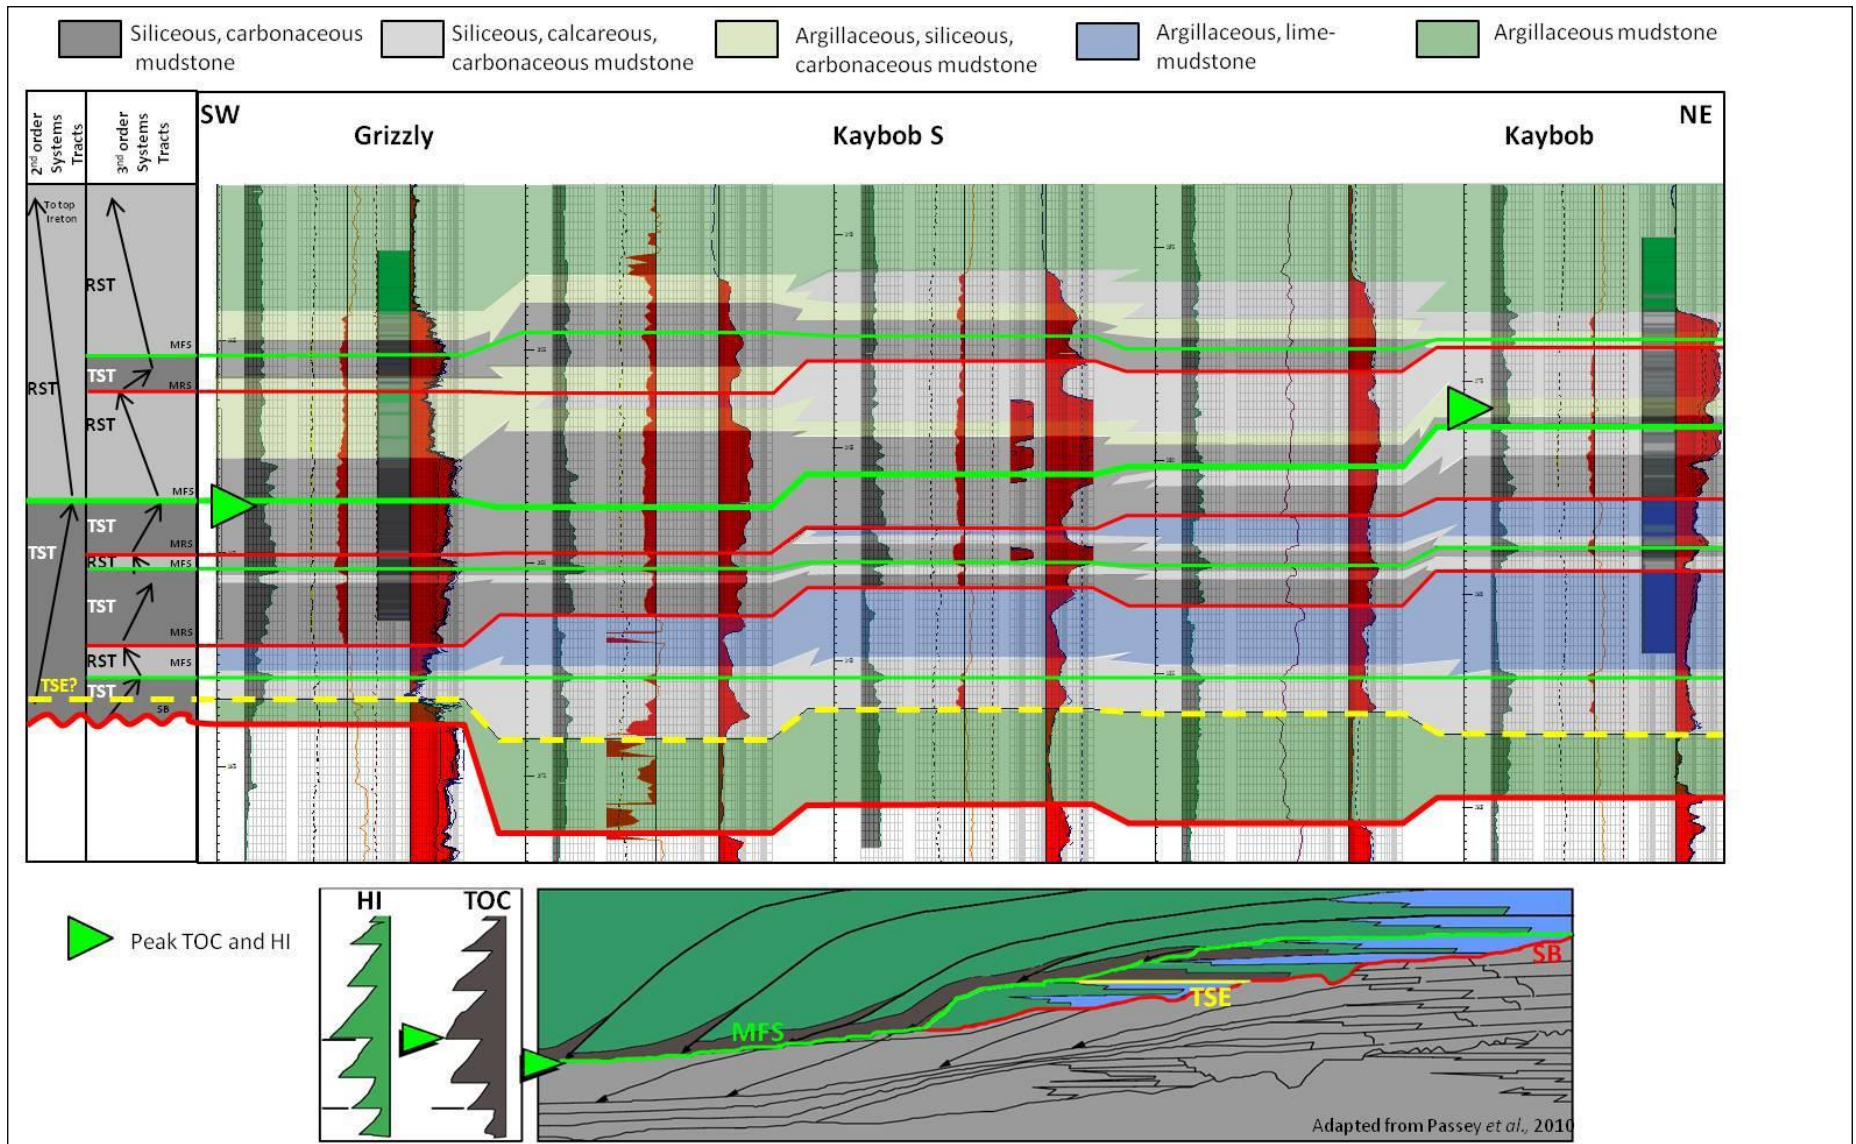 Siliceous, carbonaceous
mudstone
Siliceous, calcareous,
carbonaceous mudstone
Argillaceous, siliceous,
carbonaceous mudstone
Argillaceous, lime-
mudstone
Argillaceous mudstone
2nd order
Systems
Tracts
3rd order
Systems
Tracts
SW
Grizzly
Kaybob S
Kaybob
NE
To top
Ireton
RST
MFS
TST
RST
MRS
RST
MFS
TST
TST
MRS
RST
MFS
TST
MRS
RST
MFS
TSE?
TST
SB
HI
TOC
Peak TOC and HI
MFS
TSE
SB
Adapted from Passey et al., 2010